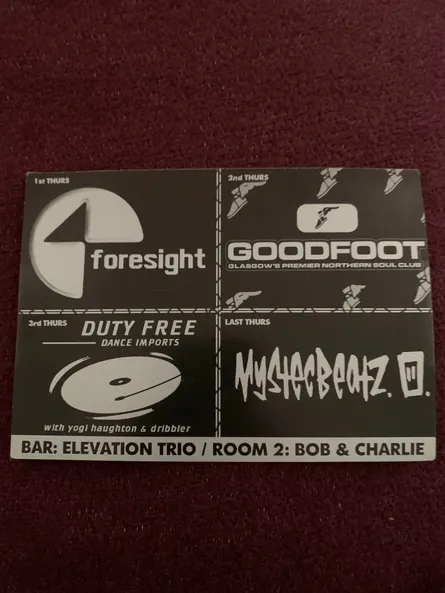 1st THURS
foresight
2nd THURS
GOODFOOT
GLASGOW'S PREMIER NORTHERN SOUL CLUB
3rd THURS
DUTY FREE
DANCE IMPORTS
with yogi haughton & dribbler
LAST THURS
MystecBeatz.
BAR: ELEVATION TRIO / ROOM 2: BOB & CHARLIE